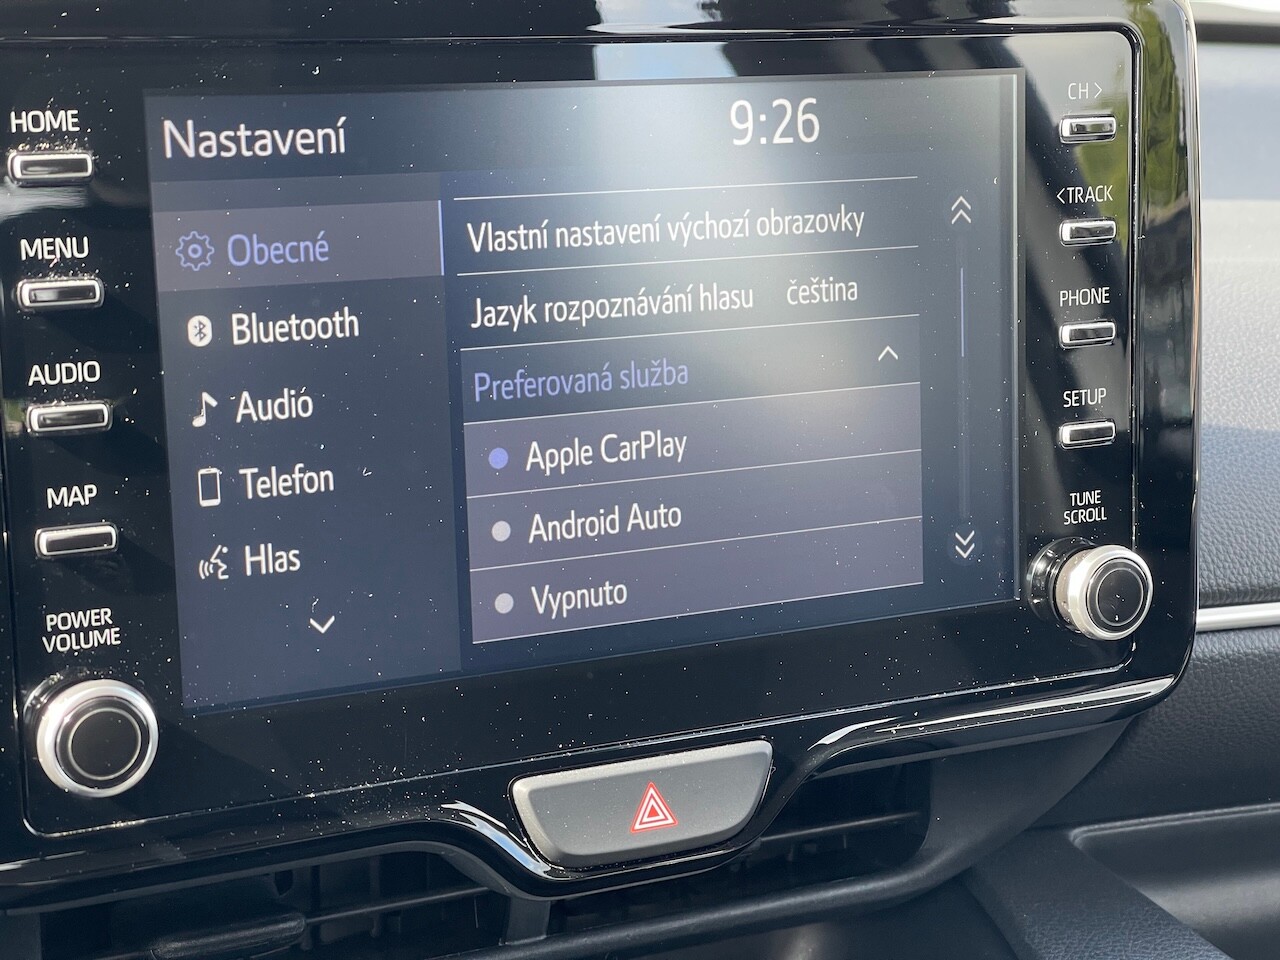 HOME
MENU
AUDIO
MAP
POWER
VOLUME
Nastavení
9:26
Obecné
Bluetooth
Audio
Telefon
Hlas
Vlastní nastavení výchozí obrazovky
Jazyk rozpoznávání hlasu čeština
Preferovaná služba
Apple CarPlay
Android Auto
Vypnuto
CH >
< TRACK
PHONE
SETUP
TUNE
SCROLL